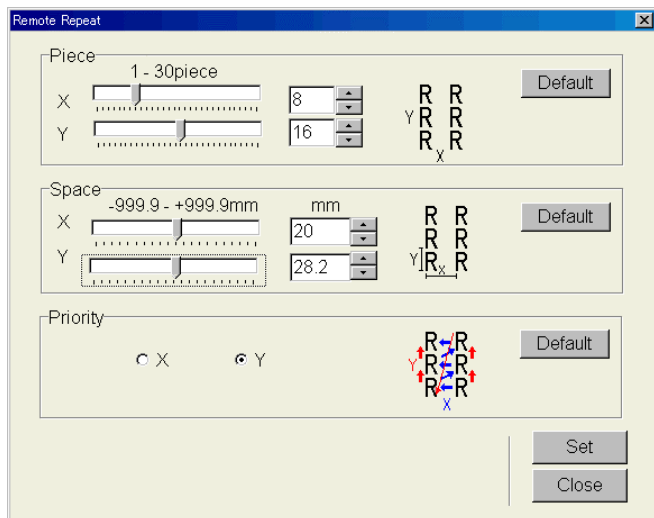 Remote Repeat
Piece
1 - 30piece
X 8
Y 16
R R
Y R R
R R
X
Default
Space
-999.9 - +999.9mm mm
X 20
Y 28.2
R R
R R
Y R X R
Default
Priority
X Y
R R
Y R R
R R
X
Default
Set
Close